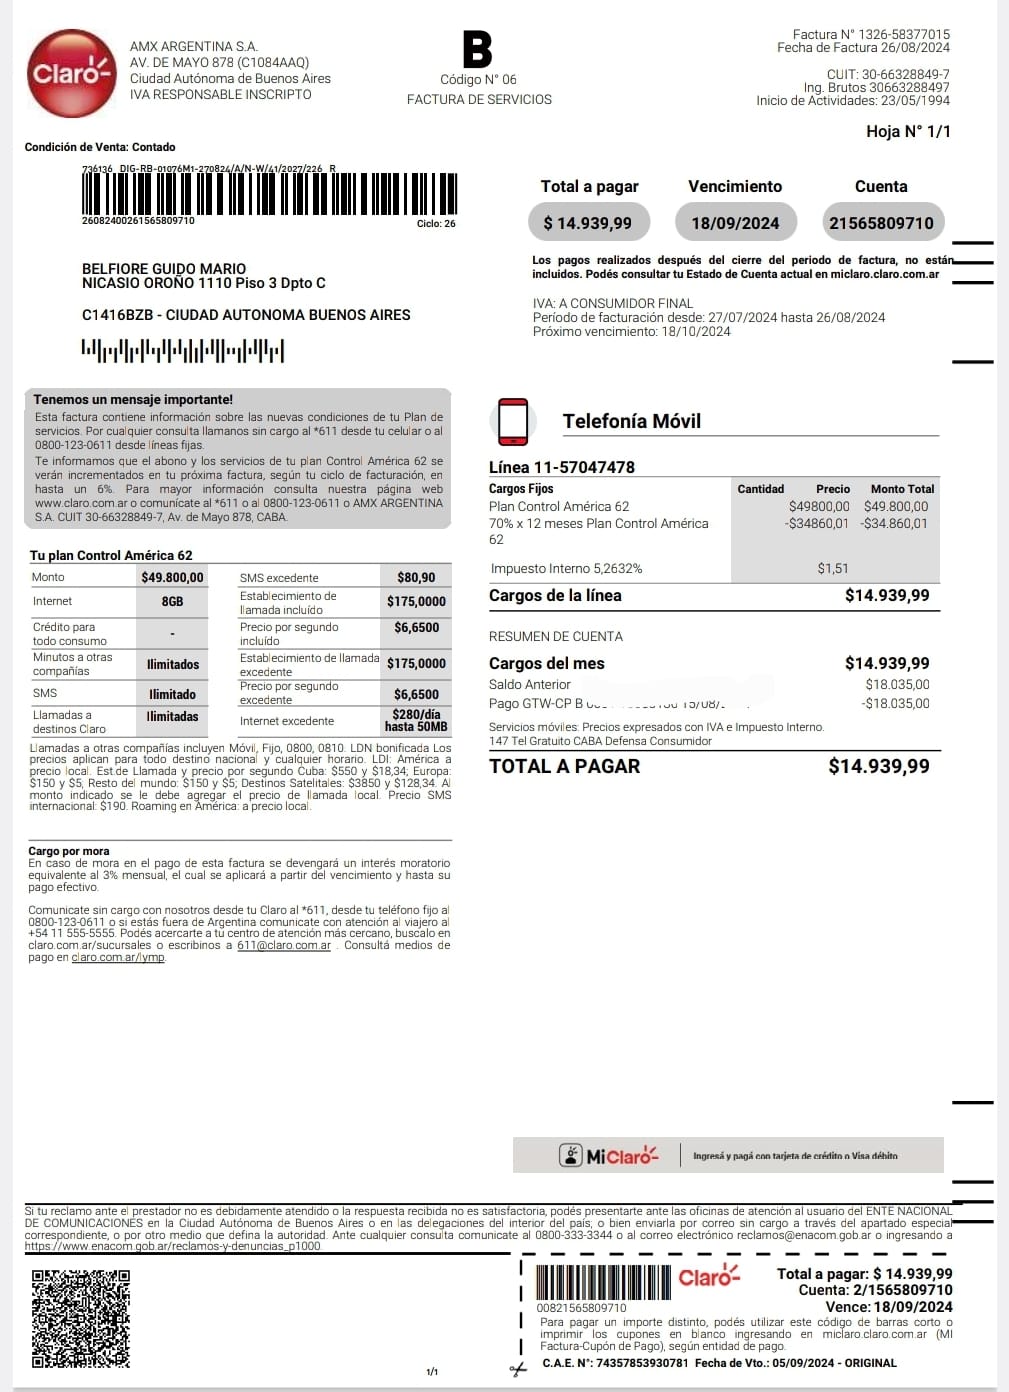 Claro
AMX ARGENTINA S.A.
AV. DE MAYO 878 (C1084AAQ)
Ciudad Autónoma de Buenos Aires
IVA RESPONSABLE INSCRIPTO
B
Código N° 06
FACTURA DE SERVICIOS
Factura N° 1326-58377015
Fecha de Factura 26/08/2024
CUIT: 30-66328849-7
Ing. Brutos 30663288497
Inicio de Actividades: 23/05/1994
Hoja N° 1/1
Condición de Venta: Contado
736136 DIG-RB-01076M1-270824/A/N-W/41/2027/226 R
26082400261565809710
Ciclo: 26
BELFIORE GUIDO MARIO
NICASIO OROÑO 1110 Piso 3 Dpto C
C1416BZB - CIUDAD AUTONOMA BUENOS AIRES
Total a pagar Vencimiento Cuenta
$ 14.939,99 18/09/2024 21565809710
Los pagos realizados después del cierre del periodo de factura, no están
incluidos. Podés consultar tu Estado de Cuenta actual en miclaro.claro.com.ar
IVA: A CONSUMIDOR FINAL
Período de facturación desde: 27/07/2024 hasta 26/08/2024
Próximo vencimiento: 18/10/2024
Tenemos un mensaje importante!
Esta factura contiene información sobre las nuevas condiciones de tu Plan de
servicios. Por cualquier consulta llamanos sin cargo al *611 desde tu celular o al
0800-123-0611 desde líneas fijas.
Te informamos que el abono y los servicios de tu plan Control América 62 se
verán incrementados en tu próxima factura, según tu ciclo de facturación, en
hasta un 6%. Para mayor información consulta nuestra página web
www.claro.com.ar o comunícate al *611 o al 0800-123-0611 o AMX ARGENTINA
S.A. CUIT 30-66328849-7, Av. de Mayo 878, CABA.
Tu plan Control América 62
Monto $49.800,00 SMS excedente $80,90
Internet 8GB Establecimiento de
llamada incluído $175,0000
Crédito para
todo consumo - Precio por segundo
incluído $6,6500
Minutos a otras
compañías Ilimitados Establecimiento de llamada
excedente $175,0000
SMS Ilimitado Precio por segundo
excedente $6,6500
Llamadas a
destinos Claro Ilimitadas Internet excedente $280/día
hasta 50MB
Llamadas a otras compañías incluyen Móvil, Fijo, 0800, 0810. LDN bonificada Los
precios aplican para todo destino nacional y cualquier horario. LDI: América a
precio local. Est.de Llamada y precio por segundo Cuba: $550 y $18,34; Europa:
$150 y $5; Resto del mundo: $150 y $5; Destinos Satelitales: $3850 y $128,34. Al
monto indicado se le debe agregar el precio de llamada local. Precio SMS
internacional: $190. Roaming en América: a precio local.
Cargo por mora
En caso de mora en el pago de esta factura se devengará un interés moratorio
equivalente al 3% mensual, el cual se aplicará a partir del vencimiento y hasta su
pago efectivo.
Comunicate sin cargo con nosotros desde tu Claro al *611, desde tu teléfono fijo al
0800-123-0611 o si estás fuera de Argentina comunicate con atención al viajero al
+54 11 555-5555. Podés acercarte a tu centro de atención más cercano, buscalo en
claro.com.ar/sucursales o escribinos a 611@claro.com.ar . Consultá medios de
pago en claro.com.ar/lymp.
Telefonía Móvil
Línea 11-57047478
Cargos Fijos Cantidad Precio Monto Total
Plan Control América 62 $49800,00 $49.800,00
70% x 12 meses Plan Control América
62 -$34860,01 -$34.860,01
Impuesto Interno 5,2632% $1,51
Cargos de la línea $14.939,99
RESUMEN DE CUENTA
Cargos del mes $14.939,99
Saldo Anterior $18.035,00
Pago GTW-CP B 15/08/ -$18.035,00
Servicios móviles: Precios expresados con IVA e Impuesto Interno.
147 Tel Gratuito CABA Defensa Consumidor
TOTAL A PAGAR $14.939,99
MiClaro Ingresá y pagá con tarjeta de crédito o Visa débito
Si tu reclamo ante el prestador no es debidamente atendido o la respuesta recibida no es satisfactoria, podés presentarte ante las oficinas de atención al usuario del ENTE NACIONAL
DE COMUNICACIONES en la Ciudad Autónoma de Buenos Aires o en las delegaciones del interior del país; o bien enviarla por correo sin cargo a través del apartado especial
correspondiente, o por otro medio que defina la autoridad. Ante cualquier consulta comunicate al 0800-333-3344 o al correo electrónico reclamos@enacom.gob.ar o ingresando a
https://www.enacom.gob.ar/reclamos-y-denuncias_p1000.
Claro
Total a pagar: $ 14.939,99
Cuenta: 2/1565809710
Vence: 18/09/2024
00821565809710
Para pagar un importe distinto, podés utilizar este código de barras corto o
imprimir los cupones en blanco ingresando en miclaro.claro.com.ar (MI
Factura-Cupón de Pago), según entidad de pago.
C.A.E. N°: 74357853930781 Fecha de Vto.: 05/09/2024 - ORIGINAL
1/1